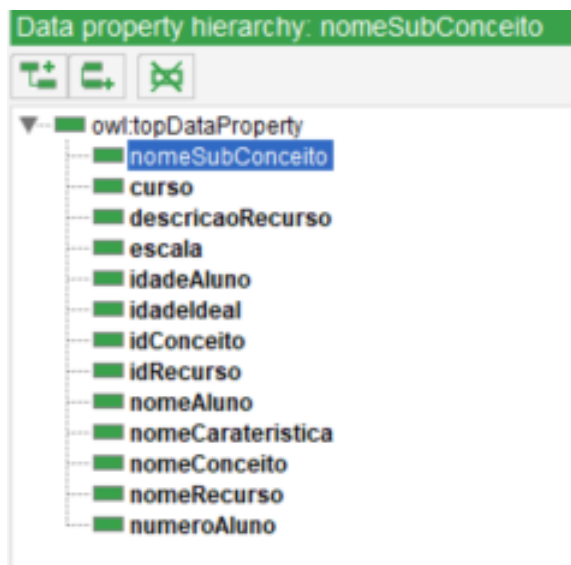 Data property hierarchy: nomeSubConceito
owl:topDataProperty
nomeSubConceito
curso
descricaoRecurso
escala
idadeAluno
idadeIdeal
idConceito
idRecurso
nomeAluno
nomeCarateristica
nomeConceito
nomeRecurso
numeroAluno